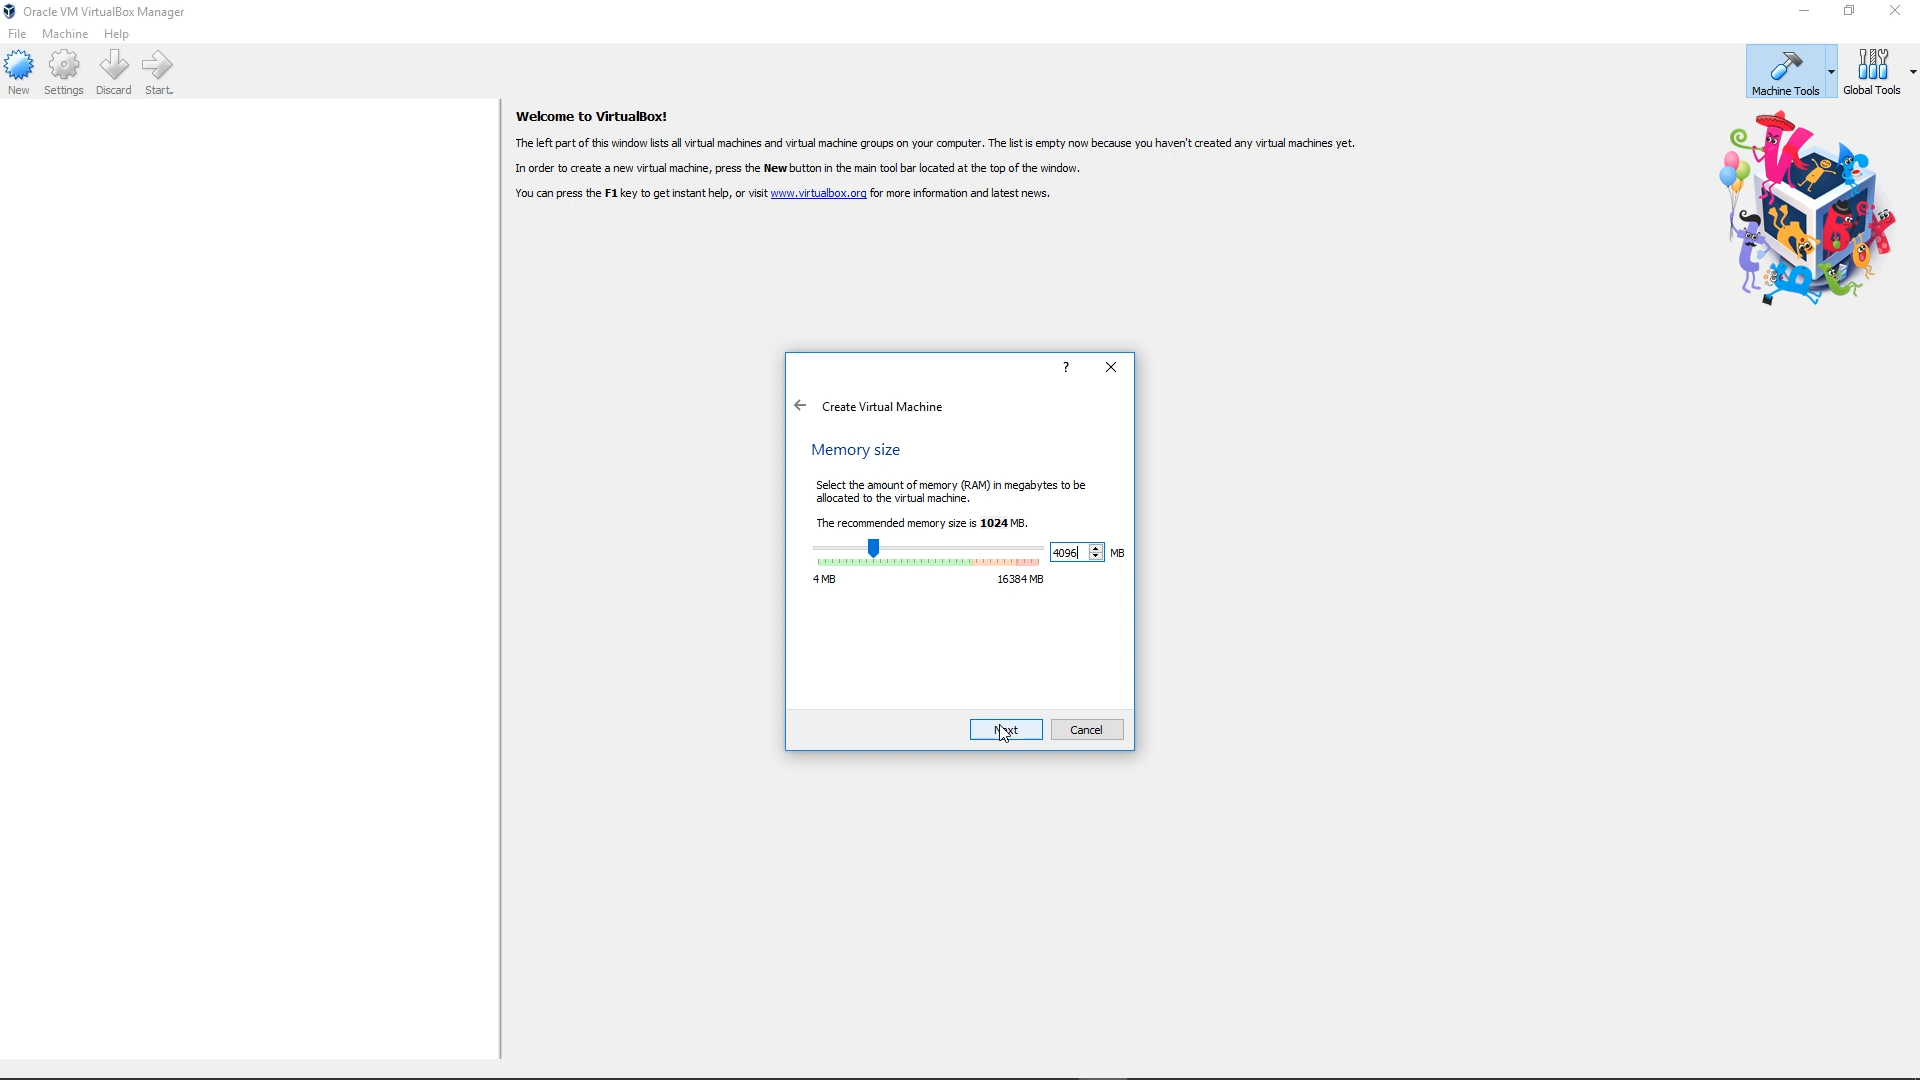 Oracle VM VirtualBox Manager
File Machine Help
New Settings Discard Start
Machine Tools Global Tools
Welcome to VirtualBox!
The left part of this window lists all virtual machines and virtual machine groups on your computer. The list is empty now because you haven't created any virtual machines yet.
In order to create a new virtual machine, press the New button in the main tool bar located at the top of the window.
You can press the F1 key to get instant help, or visit www.virtualbox.org for more information and latest news.
?
Create Virtual Machine
Memory size
Select the amount of memory (RAM) in megabytes to be
allocated to the virtual machine.
The recommended memory size is 1024 MB.
4096 MB
4 MB 16384 MB
Next Cancel